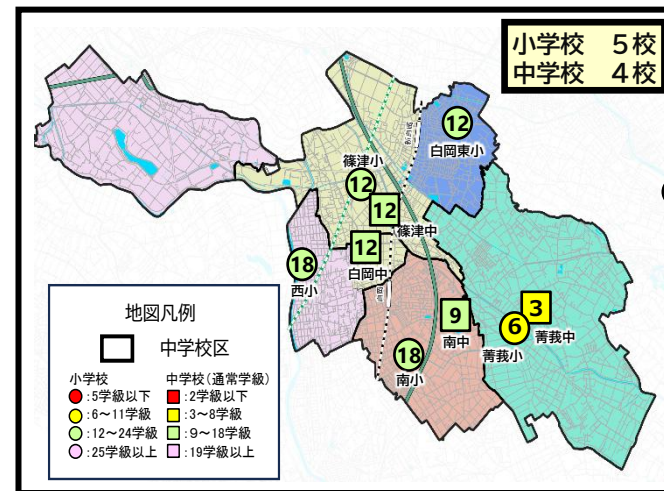 小学校 5校
中学校 4校
12
白岡東小
篠津小
12
12
篠津中
12
白岡中
18
西小
9
南中
3
6
菁莪中
菁莪小
18
南小
地図凡例
中学校区
小学校
:5学級以下
:6~11学級
:12~24学級
:25学級以上
中学校(通常学級)
:2学級以下
:3~8学級
:9~18学級
:19学級以上